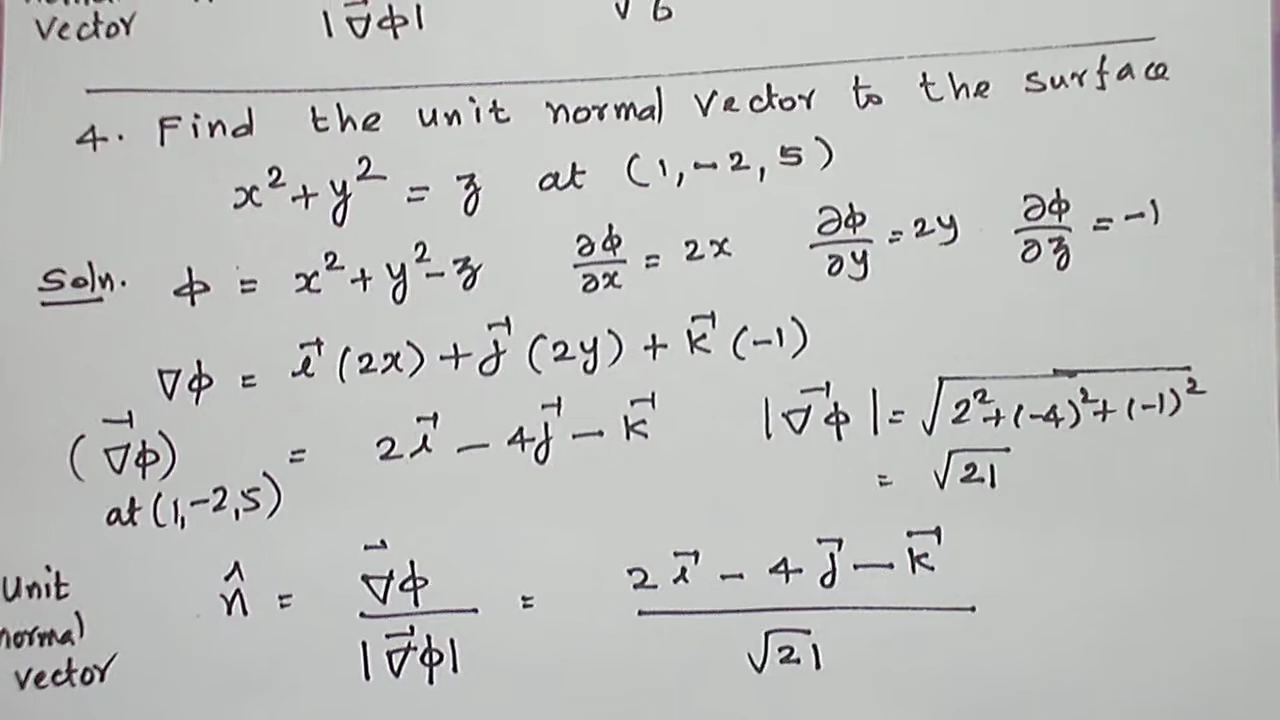 vector |∇⃗ϕ| √6
4. Find the unit normal vector to the surface
x²+y² = z at (1,-2,5)
Soln. ϕ = x²+y²-z ∂ϕ/∂x = 2x ∂ϕ/∂y = 2y ∂ϕ/∂z = -1
∇ϕ = i⃗(2x)+j⃗(2y)+k⃗(-1)
(∇⃗ϕ) = 2i⃗-4j⃗-k⃗ |∇⃗ϕ| = √2²+(-4)²+(-1)²
at (1,-2,5) = √21
Unit n̂ = ∇⃗ϕ = 2i⃗-4j⃗-k⃗
normal
vector |∇⃗ϕ| √21